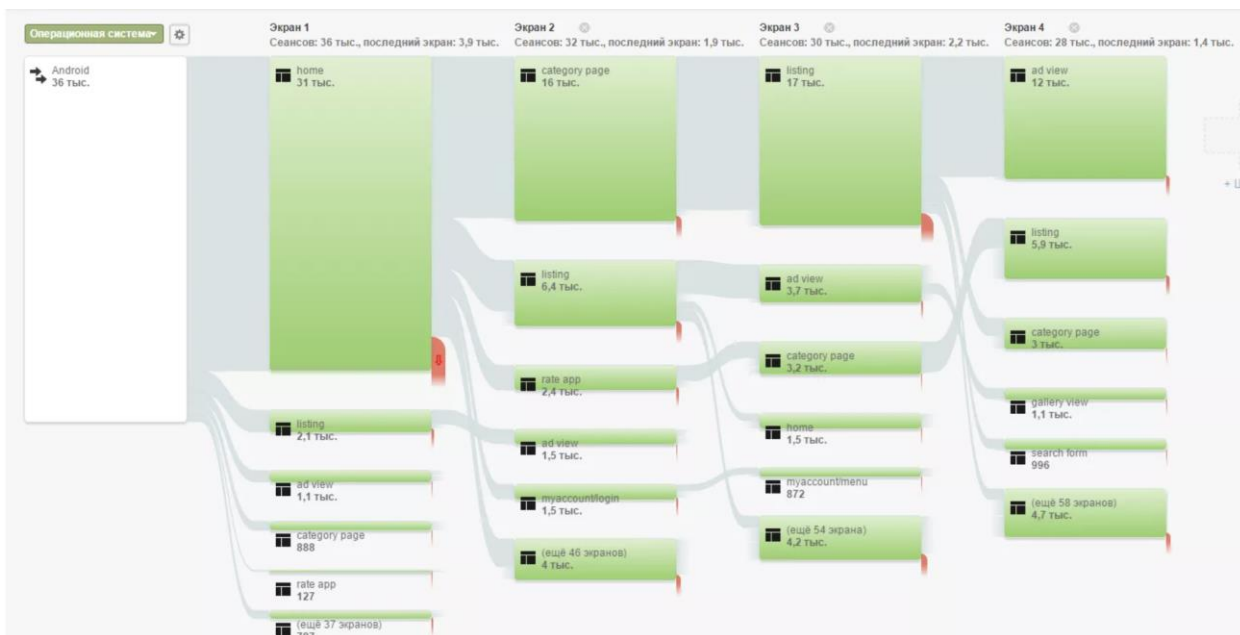 Операционная система
Экран 1
Сеансов: 36 тыс., последний экран: 3,9 тыс.
Экран 2
Сеансов: 32 тыс., последний экран: 1,9 тыс.
Экран 3
Сеансов: 30 тыс., последний экран: 2,2 тыс.
Экран 4
Сеансов: 28 тыс., последний экран: 1,4 тыс.
Android
36 тыс.
home
31 тыс.
listing
2,1 тыс.
ad view
1,1 тыс.
category page
888
rate app
127
(ещё 37 экранов)
category page
16 тыс.
listing
6,4 тыс.
rate app
2,4 тыс.
ad view
1,5 тыс.
myaccount/login
1,5 тыс.
(ещё 46 экранов)
4 тыс.
listing
17 тыс.
ad view
3,7 тыс.
category page
3,2 тыс.
home
1,5 тыс.
myaccount/menu
872
(ещё 54 экрана)
4,2 тыс.
ad view
12 тыс.
listing
5,9 тыс.
category page
3 тыс.
gallery view
1,1 тыс.
search form
996
(ещё 58 экранов)
4,7 тыс.